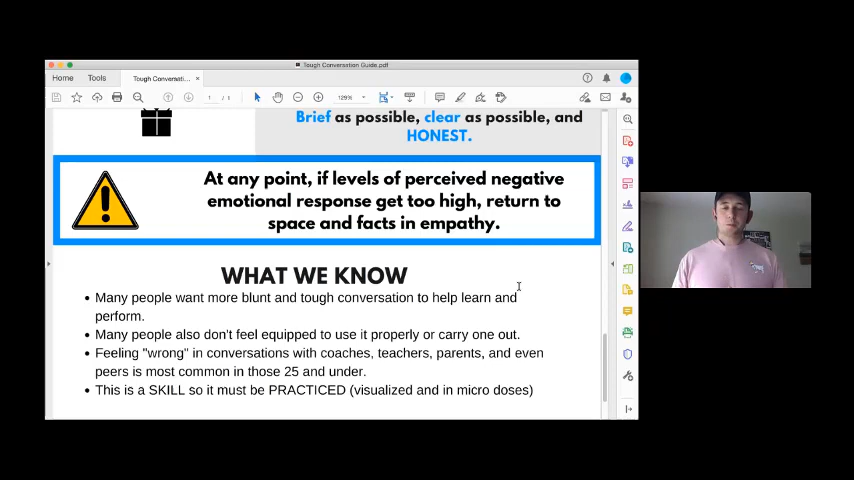 Tough Conversation Guide.pdf
Home Tools Tough Conversati... ×
1 / 1 129%
Brief as possible, clear as possible, and
HONEST.
At any point, if levels of perceived negative
emotional response get too high, return to
space and facts in empathy.
WHAT WE KNOW
• Many people want more blunt and tough conversation to help learn and
perform.
• Many people also don't feel equipped to use it properly or carry one out.
• Feeling "wrong" in conversations with coaches, teachers, parents, and even
peers is most common in those 25 and under.
• This is a SKILL so it must be PRACTICED (visualized and in micro doses)